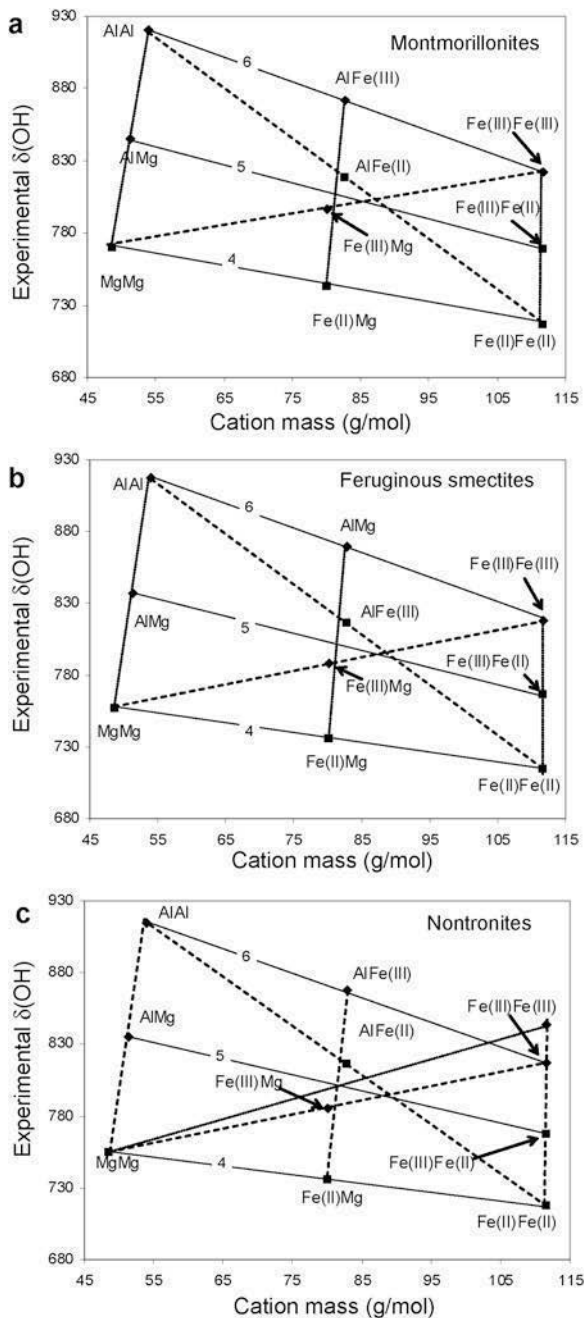 a
Montmorillonites
Experimental δ(OH)
930
880
830
780
730
680
AlAl
6
AlFe(III)
Fe(III)Fe(III)
AlMg
5
AlFe(II)
Fe(III)Fe(II)
Fe(III)Mg
MgMg
4
Fe(II)Mg
Fe(II)Fe(II)
45 55 65 75 85 95 105 115
Cation mass (g/mol)
b
Feruginous smectites
Experimental δ(OH)
930
880
830
780
730
680
AlAl
6
AlMg
Fe(III)Fe(III)
AlMg
5
AlFe(III)
Fe(III)Fe(II)
Fe(III)Mg
MgMg
4
Fe(II)Mg
Fe(II)Fe(II)
45 55 65 75 85 95 105 115
Cation mass (g/mol)
c
Nontronites
Experimental δ(OH)
930
880
830
780
730
680
AlAl
6
AlFe(III)
Fe(III)Fe(III)
AlMg
5
AlFe(II)
Fe(III)Mg
Fe(III)Fe(II)
MgMg
4
Fe(II)Mg
Fe(II)Fe(II)
45 55 65 75 85 95 105 115
Cation mass (g/mol)